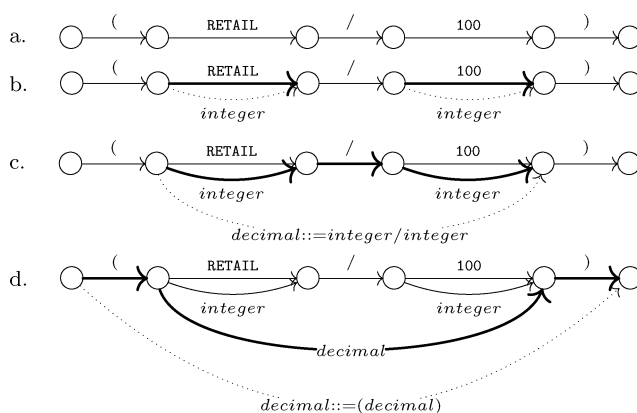 a. ( RETAIL / 100 )
b. ( RETAIL / 100 )
integer integer
c. ( RETAIL / 100 )
integer integer
decimal::=integer/integer
d. ( RETAIL / 100 )
integer integer
decimal
decimal::=(decimal)